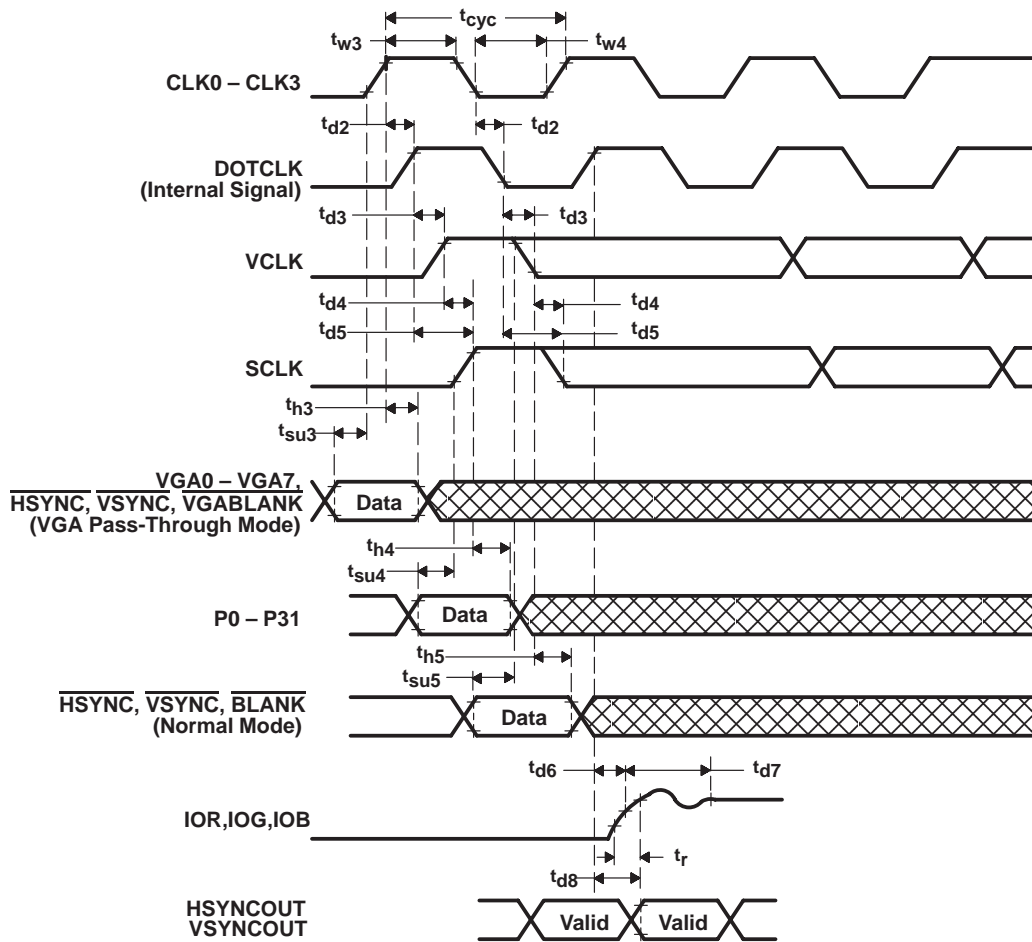 tcyc
tw3
tw4
CLK0 – CLK3
td2
td2
DOTCLK
(Internal Signal)
td3
td3
VCLK
td4
td4
td5
td5
SCLK
th3
tsu3
VGA0 – VGA7,
HSYNC, VSYNC, VGABLANK
(VGA Pass-Through Mode)
Data
th4
tsu4
P0 – P31
Data
th5
tsu5
HSYNC, VSYNC, BLANK
(Normal Mode)
Data
td6
td7
IOR,IOG,IOB
tr
td8
HSYNCOUT
VSYNCOUT
Valid
Valid